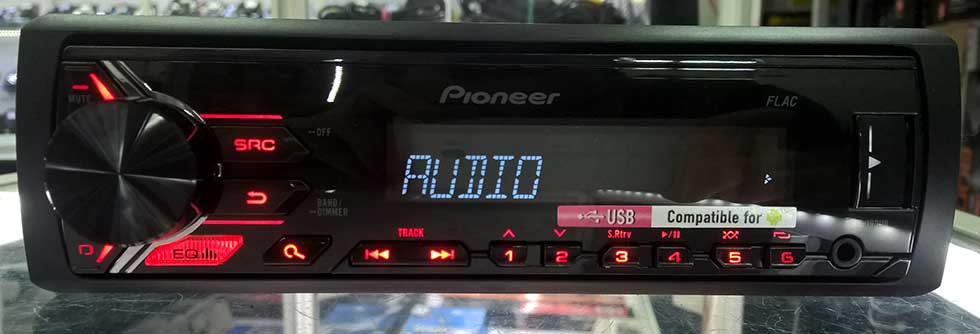 Pioneer
FLAC
MUTE
SRC
OFF
AUDIO
BAND/
DIMMER
USB Compatible for
EQ
TRACK
S.Rtrv
1 2 3 4 5 6